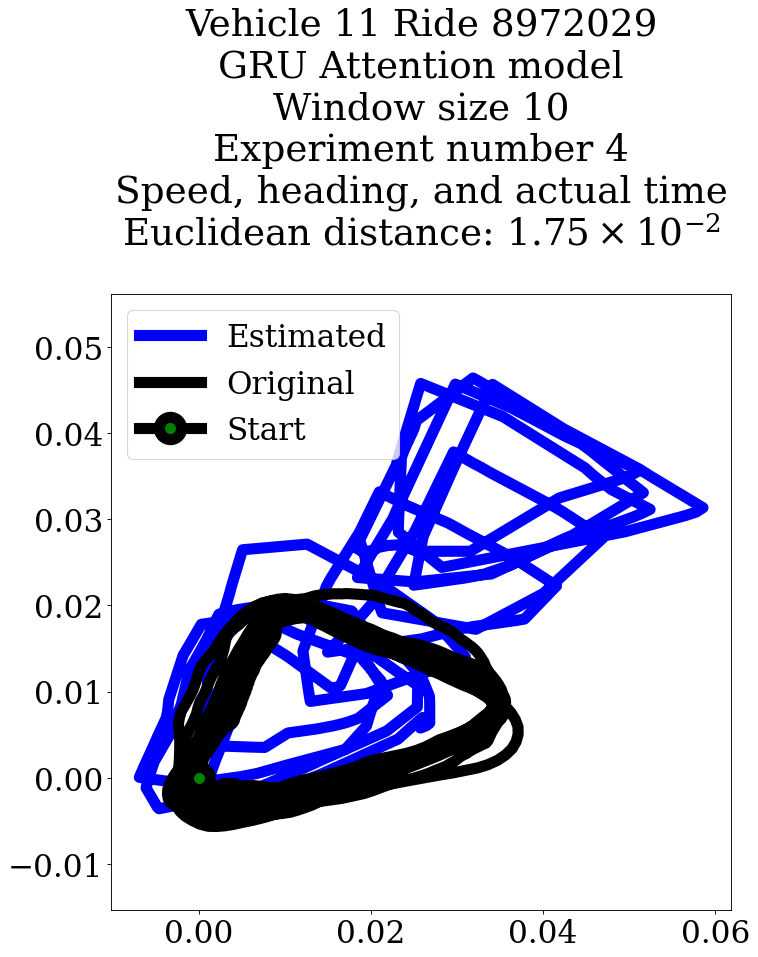 Vehicle 11 Ride 8972029
GRU Attention model
Window size 10
Experiment number 4
Speed, heading, and actual time
Euclidean distance: 1.75 × 10⁻²
Estimated
Original
Start
0.05
0.04
0.03
0.02
0.01
0.00
−0.01
0.00 0.02 0.04 0.06